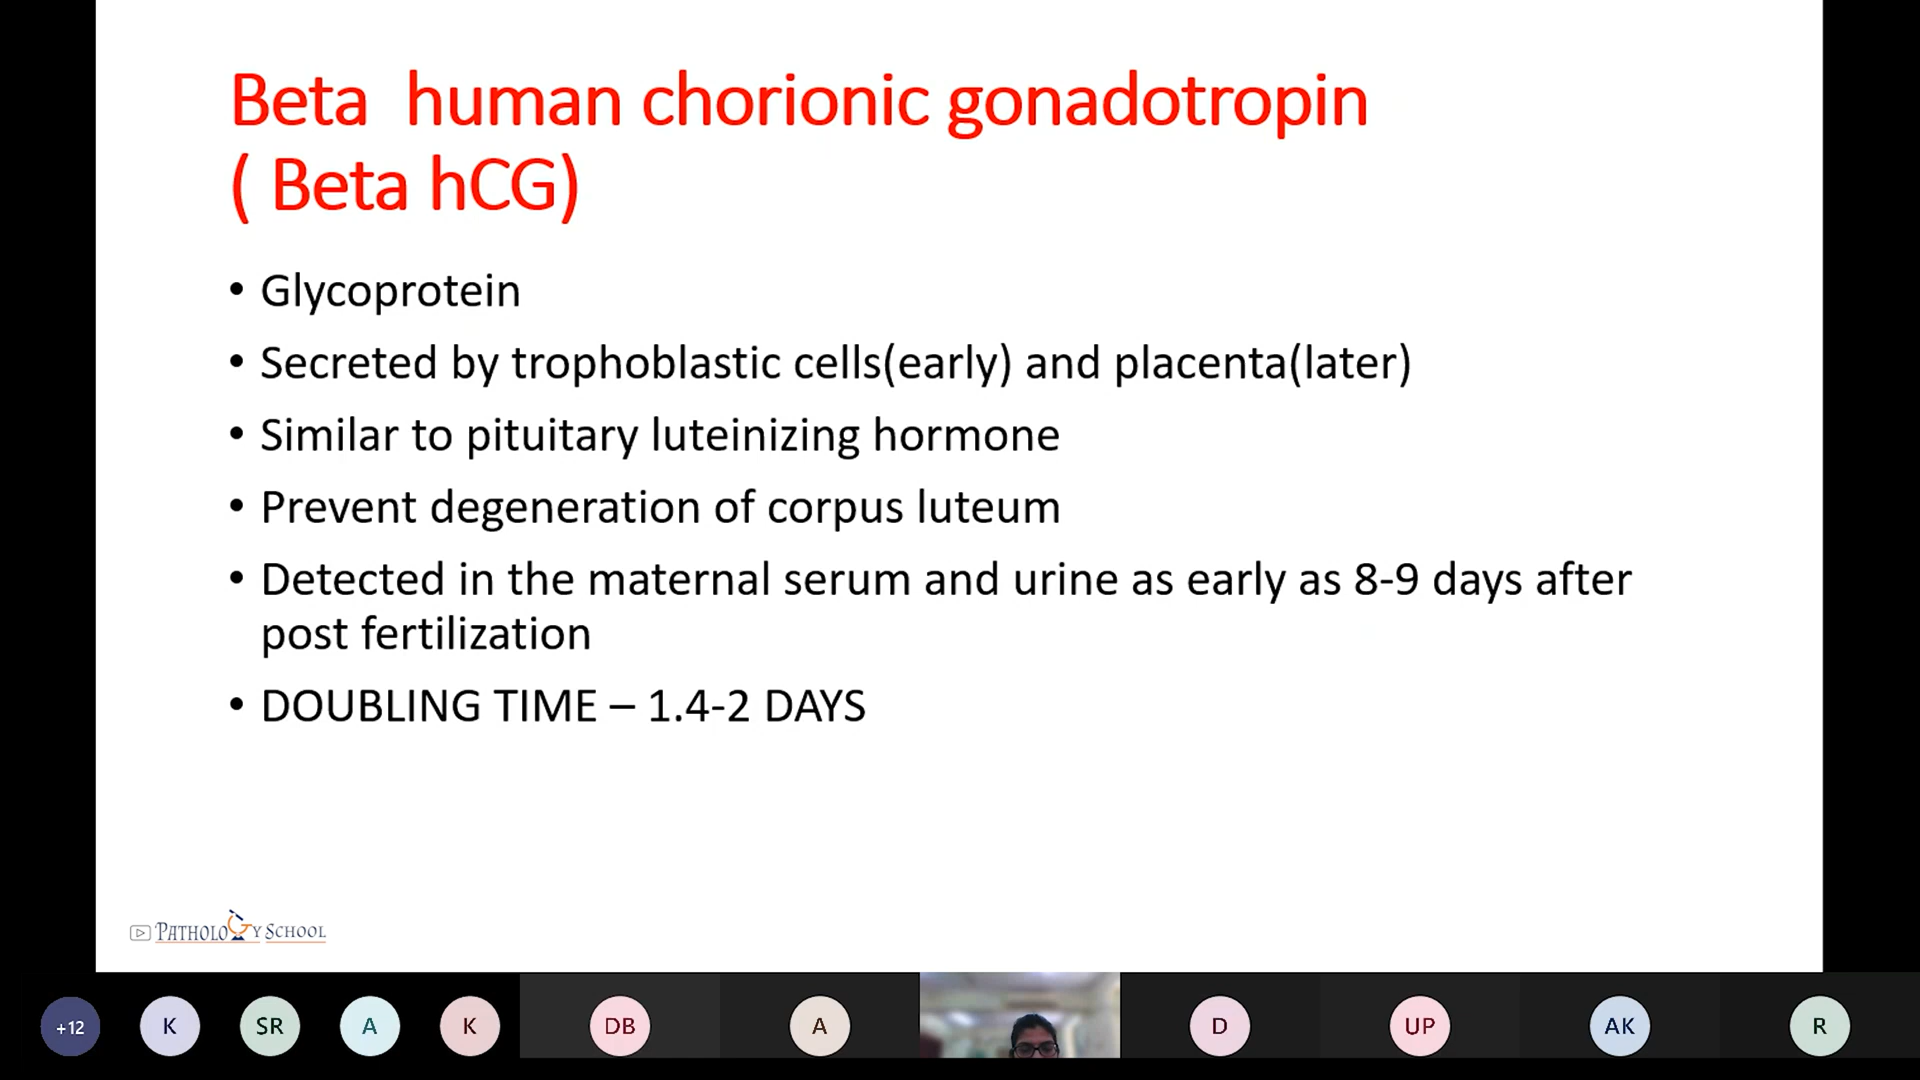 Beta  human chorionic gonadotropin
( Beta hCG)
• Glycoprotein
• Secreted by trophoblastic cells(early) and placenta(later)
• Similar to pituitary luteinizing hormone
• Prevent degeneration of corpus luteum
• Detected in the maternal serum and urine as early as 8-9 days after
post fertilization
• DOUBLING TIME – 1.4-2 DAYS
PATHOLOGY SCHOOL
+12 K SR A K DB A D UP AK R